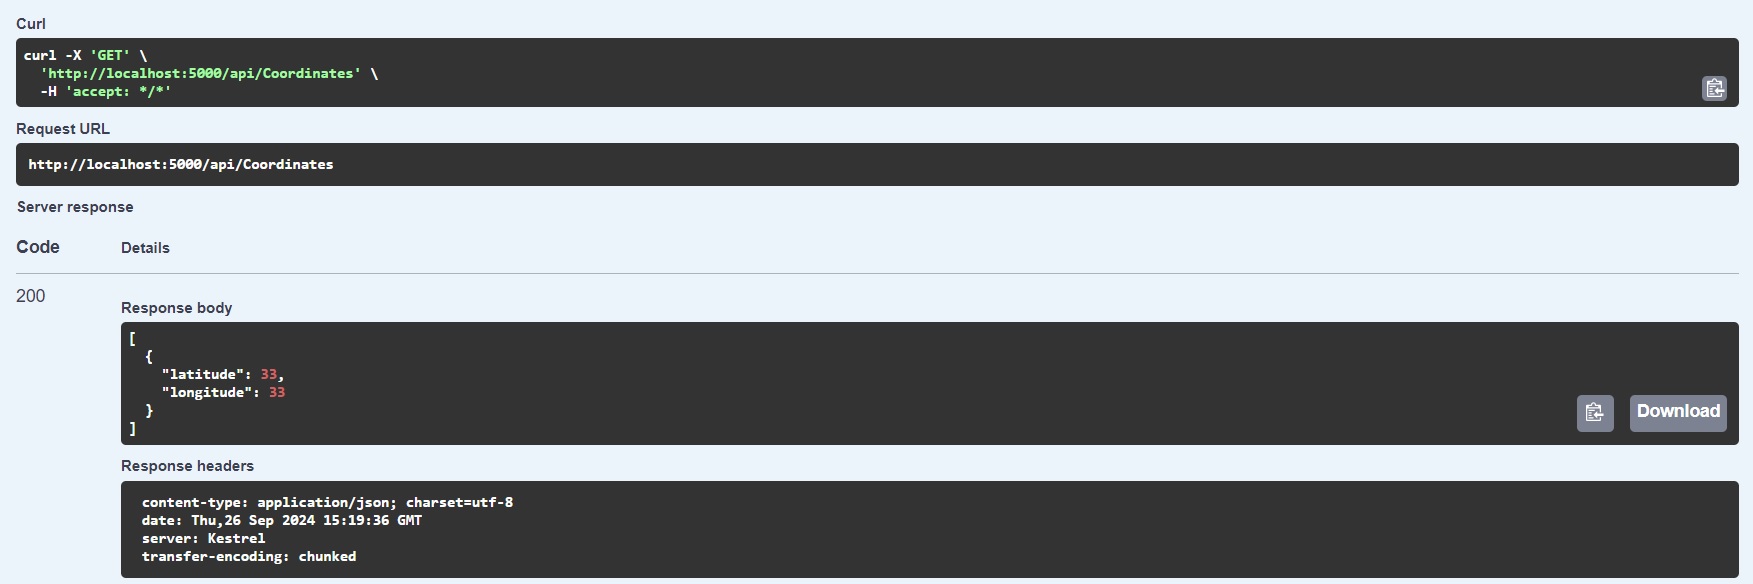 Curl
curl -X 'GET' \
  'http://localhost:5000/api/Coordinates' \
  -H 'accept: */*'
Request URL
http://localhost:5000/api/Coordinates
Server response
Code Details
200
Response body
[
  {
    "latitude": 33,
    "longitude": 33
  }
]
Download
Response headers
content-type: application/json; charset=utf-8
date: Thu,26 Sep 2024 15:19:36 GMT
server: Kestrel
transfer-encoding: chunked